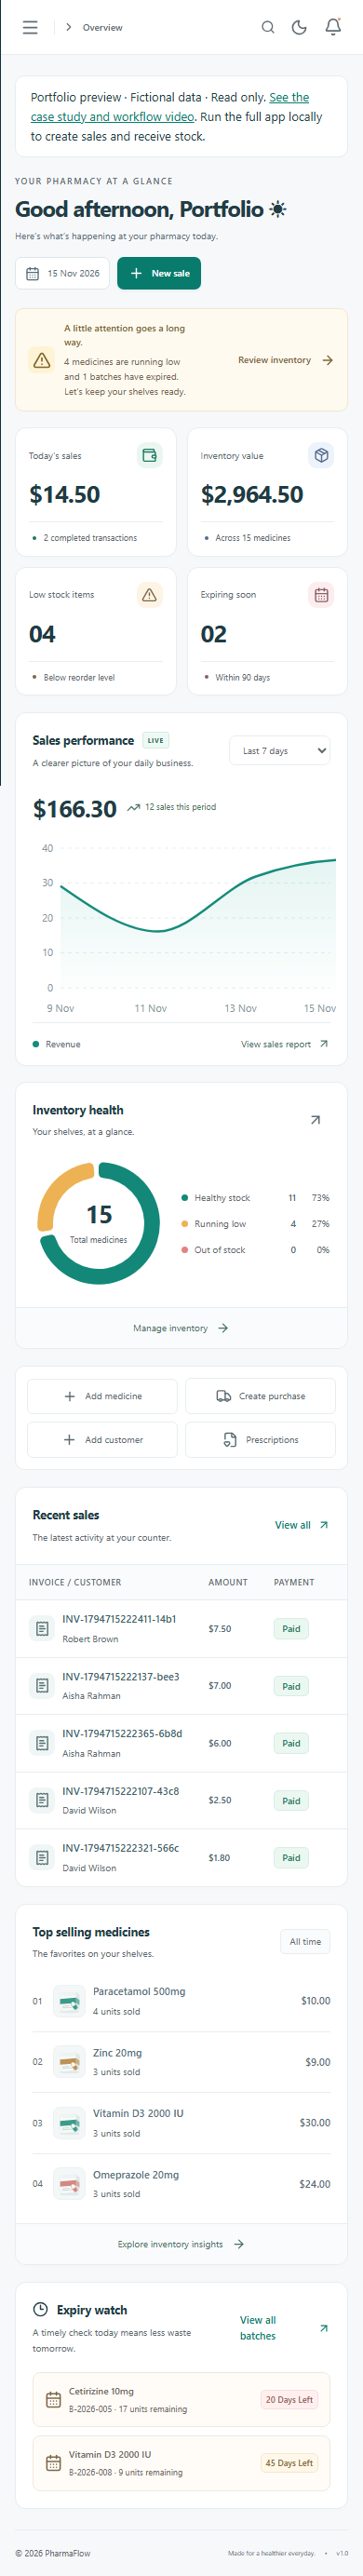 Overview
Portfolio preview · Fictional data · Read only. See the
case study and workflow video. Run the full app locally
to create sales and receive stock.
YOUR PHARMACY AT A GLANCE
Good afternoon, Portfolio
Here's what's happening at your pharmacy today.
15 Nov 2026
New sale
A little attention goes a long
way.
4 medicines are running low
and 1 batches have expired.
Let's keep your shelves ready.
Review inventory
Today's sales
$14.50
2 completed transactions
Inventory value
$2,964.50
Across 15 medicines
Low stock items
04
Below reorder level
Expiring soon
02
Within 90 days
Sales performance LIVE
A clearer picture of your daily business.
Last 7 days
$166.30 12 sales this period
40
30
20
10
0
9 Nov 11 Nov 13 Nov 15 Nov
Revenue
View sales report
Inventory health
Your shelves, at a glance.
15
Total medicines
Healthy stock 11 73%
Running low 4 27%
Out of stock 0 0%
Manage inventory
Add medicine
Create purchase
Add customer
Prescriptions
Recent sales
The latest activity at your counter.
View all
INVOICE / CUSTOMER AMOUNT PAYMENT
INV-1794715222411-14b1
Robert Brown
$7.50
Paid
INV-1794715222137-bee3
Aisha Rahman
$7.00
Paid
INV-1794715222365-6b8d
Aisha Rahman
$6.00
Paid
INV-1794715222107-43c8
David Wilson
$2.50
Paid
INV-1794715222321-566c
David Wilson
$1.80
Paid
Top selling medicines
The favorites on your shelves.
All time
01
Paracetamol 500mg
4 units sold
$10.00
02
Zinc 20mg
3 units sold
$9.00
03
Vitamin D3 2000 IU
3 units sold
$30.00
04
Omeprazole 20mg
3 units sold
$24.00
Explore inventory insights
Expiry watch
A timely check today means less waste
tomorrow.
View all
batches
Cetirizine 10mg
B-2026-005 · 17 units remaining
20 Days Left
Vitamin D3 2000 IU
B-2026-008 · 9 units remaining
45 Days Left
© 2026 PharmaFlow
Made for a healthier everyday. • v1.0